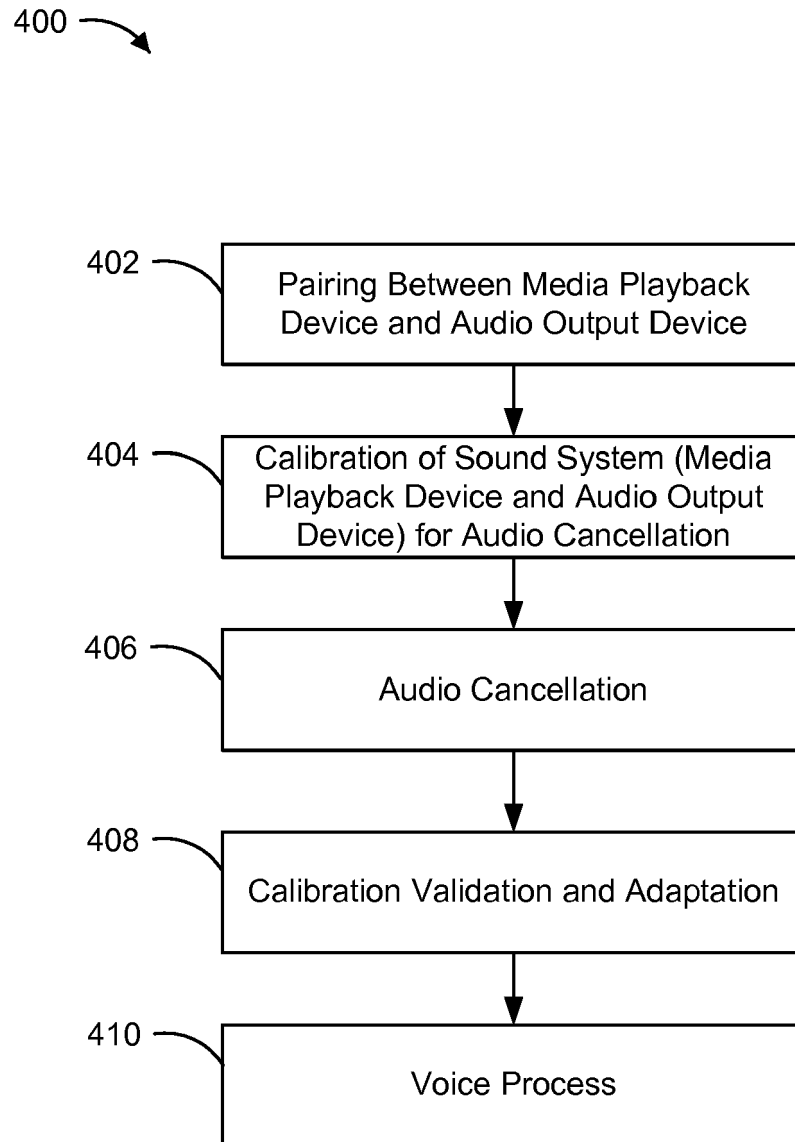 400
402
Pairing Between Media Playback
Device and Audio Output Device
404
Calibration of Sound System (Media
Playback Device and Audio Output
Device) for Audio Cancellation
406
Audio Cancellation
408
Calibration Validation and Adaptation
410
Voice Process